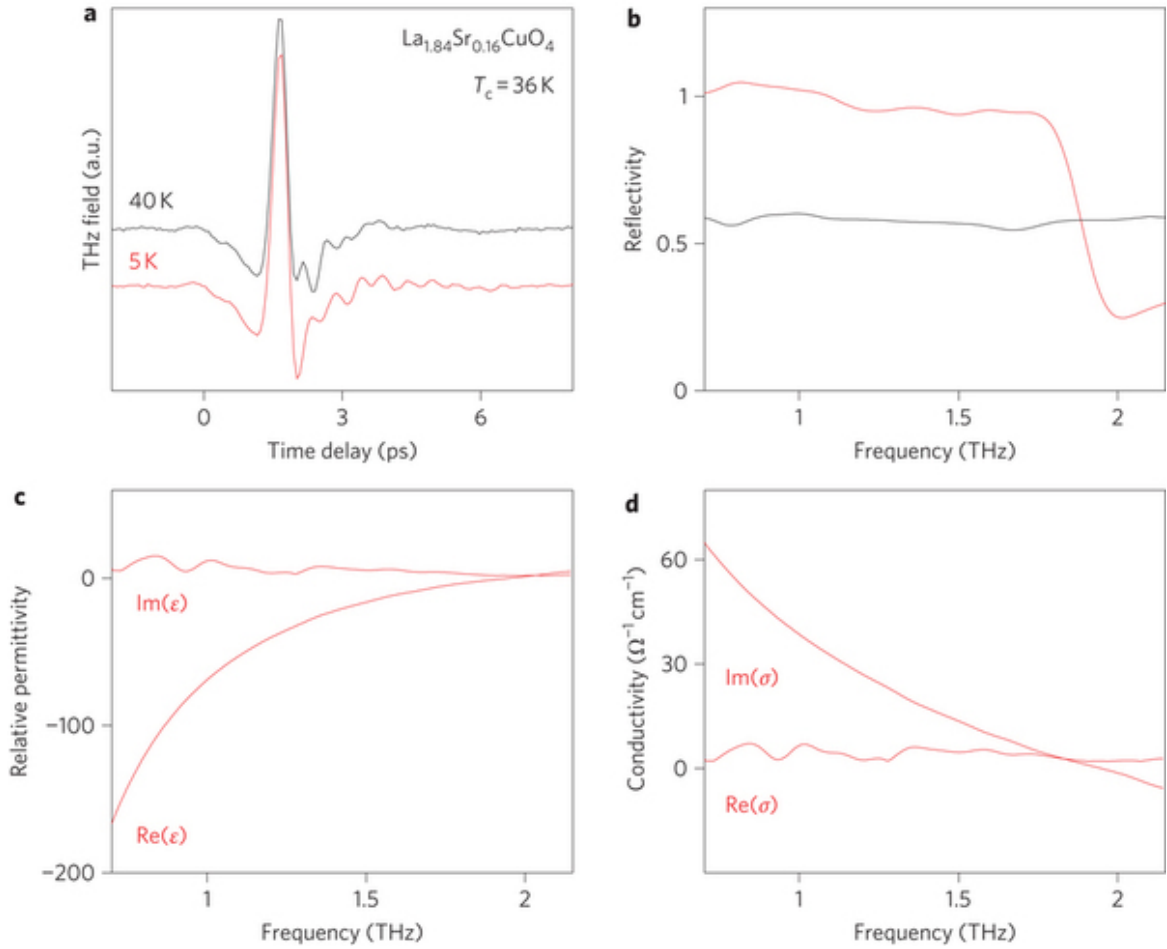 a
La₁.₈₄Sr₀.₁₆CuO₄
T_c = 36 K
40 K
5 K
THz field (a.u.)
0 3 6
Time delay (ps)
b
1
0.5
0
Reflectivity
1 1.5 2
Frequency (THz)
c
0
−100
−200
Relative permittivity
Im(ε)
Re(ε)
1 1.5 2
Frequency (THz)
d
60
30
0
Conductivity (Ω⁻¹ cm⁻¹)
Im(σ)
Re(σ)
1 1.5 2
Frequency (THz)